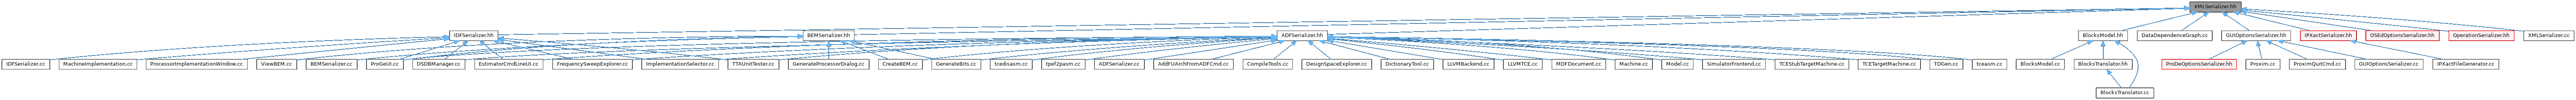 XMLSerializer.hh
IDFSerializer.hh
BEMSerializer.hh
ADFSerializer.hh
BlocksModel.hh
DataDependenceGraph.cc
GUIOptionsSerializer.hh
IPXactSerializer.hh
OSEdOptionsSerializer.hh
OperationSerializer.hh
XMLSerializer.cc
IDFSerializer.cc
MachineImplementation.cc
ProcessorImplementationWindow.cc
ViewBEM.cc
BEMSerializer.cc
ProGeUI.cc
DSDBManager.cc
EstimatorCmdLineUI.cc
FrequencySweepExplorer.cc
ImplementationSelector.cc
TTAUnitTester.cc
GenerateProcessorDialog.cc
CreateBEM.cc
GenerateBits.cc
tcedisasm.cc
tpef2pasm.cc
ADFSerializer.cc
AddFUArchFromADFCmd.cc
CompileTools.cc
DesignSpaceExplorer.cc
DictionaryTool.cc
LLVMBackend.cc
LLVMTCE.cc
MDFDocument.cc
Machine.cc
Model.cc
SimulatorFrontend.cc
TCEStubTargetMachine.cc
TCETargetMachine.cc
TDGen.cc
tceasm.cc
BlocksModel.cc
BlocksTranslator.hh
ProDeOptionsSerializer.hh
Proxim.cc
ProximQuitCmd.cc
GUIOptionsSerializer.cc
IPXactFileGenerator.cc
BlocksTranslator.cc